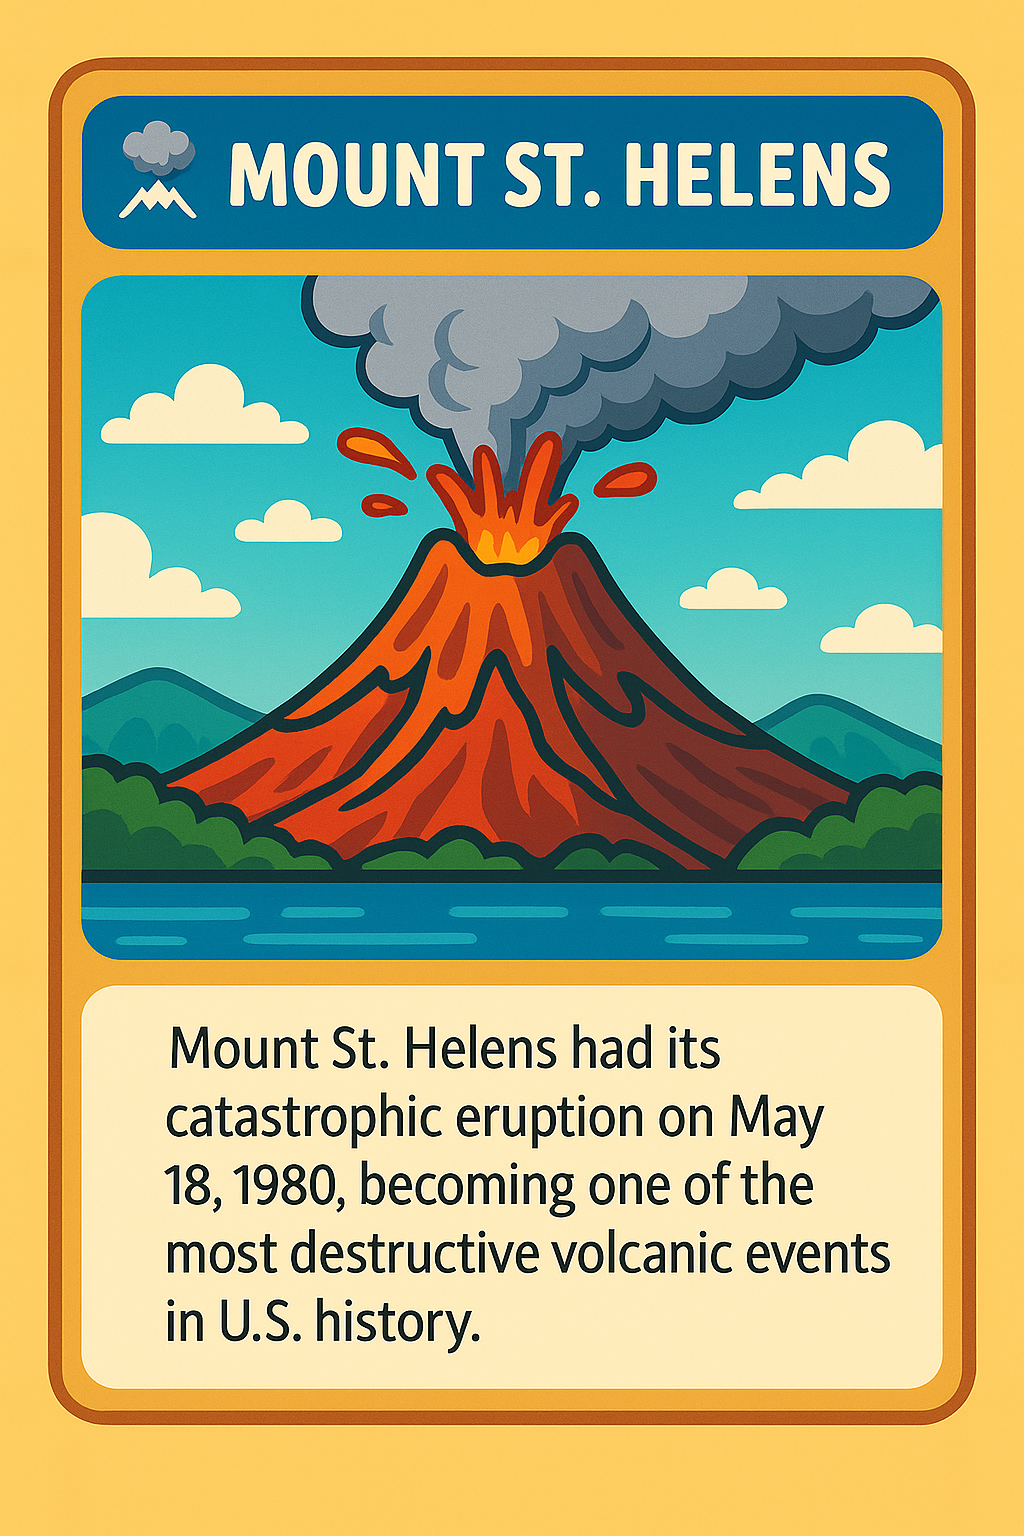 MOUNT ST. HELENS
Mount St. Helens had its
catastrophic eruption on May
18, 1980, becoming one of the
most destructive volcanic events
in U.S. history.